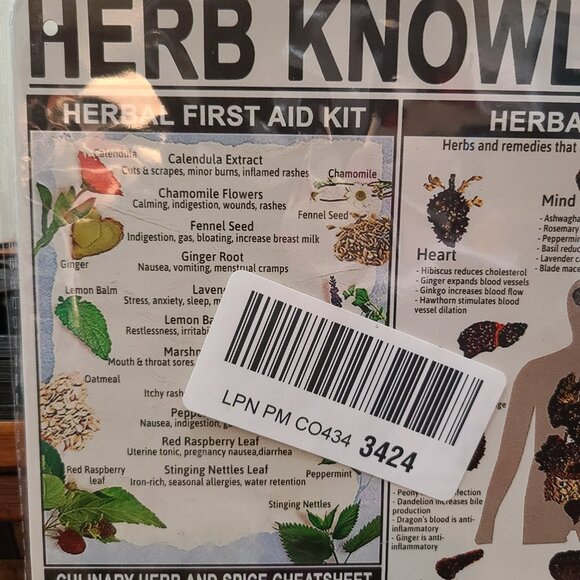 HERB KNOWL
HERBAL FIRST AID KIT
Calendula
Calendula Extract
Cuts & scrapes, minor burns, inflamed rashes
Chamomile
Chamomile Flowers
Calming, indigestion, wounds, rashes
Fennel Seed
Fennel Seed
Indigestion, gas, bloating, increase breast milk
Ginger
Ginger Root
Nausea, vomiting, menstrual cramps
Lemon Balm
Stress, anxiety, sleep, m
Lemon
Restlessness,
Marshm
Mouth & throat sores
Oatmeal
Itchy rash
Nausea, indigestion,
Red Raspberry Leaf
Uterine tonic, pregnancy nausea,diarrhea
Red Raspberry
leaf
Stinging Nettles Leaf
Peppermint
Iron-rich, seasonal allergies, water retention
Stinging Nettles
CULINARY HERB AND SPICE CHEATSHEET
LPN PM CO434 3424
HERBA
Herbs and remedies that
Mind
- Ashwagha
- Rosemary
- Peppermin
- Basil reduc
- Lavender c
- Blade mace
Heart
- Hibiscus reduces cholesterol
- Ginger expands blood vessels
- Ginkgo increases blood flow
- Hawthorn stimulates blood
vessel dilation
- Dandelion increases bile
production
- Dragon's blood is anti-
inflammatory
- Ginger is anti-
inflammatory